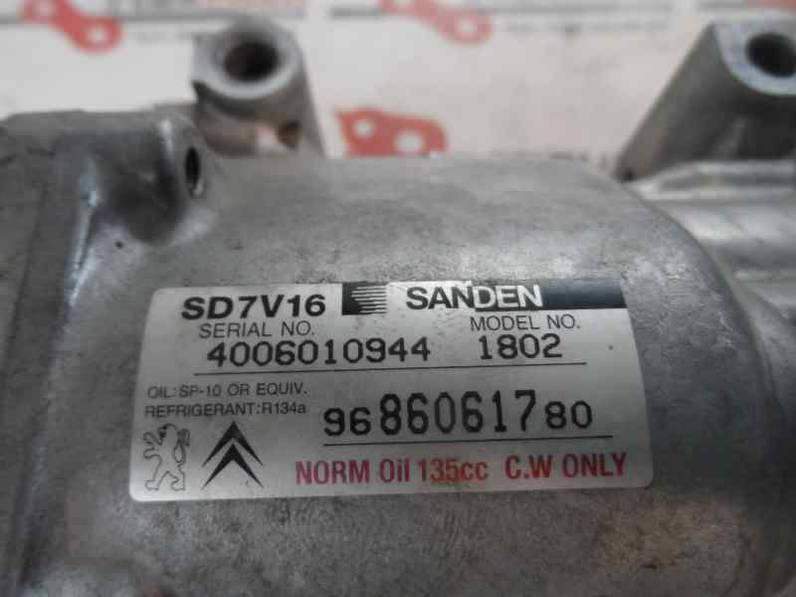 SD7V16 SANDEN
SERIAL NO. MODEL NO.
4006010944 1802
OIL: SP-10 OR EQUIV.
REFRIGERANT: R134a
9686061780
NORM Oil 135cc C.W ONLY